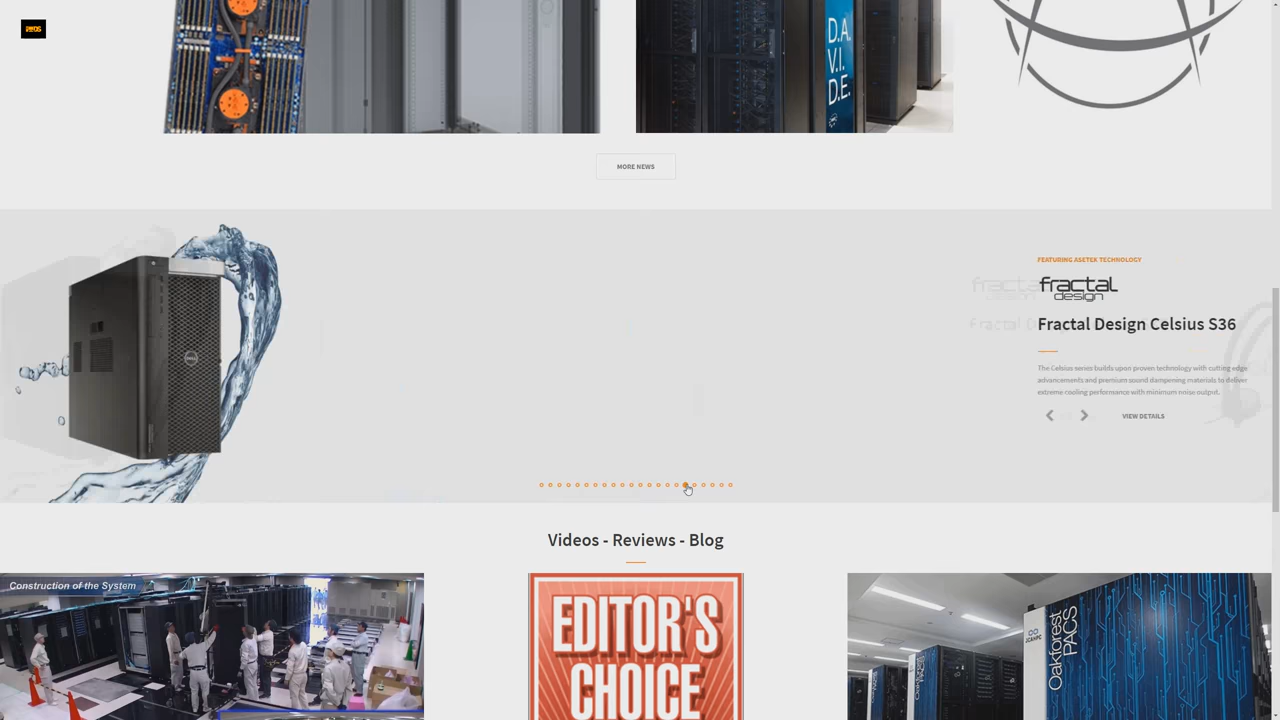 D.A.
V.I.
D.E.
MORE NEWS
FEATURING ASETEK TECHNOLOGY
fractal
design
Fractal Design Celsius S36
The Celsius series builds upon proven technology with cutting edge
advancements and premium sound dampening materials to deliver
extreme cooling performance with minimum noise output.
VIEW DETAILS
Videos - Reviews - Blog
Construction of the System
EDITOR'S
CHOICE
Oakforest
PACS